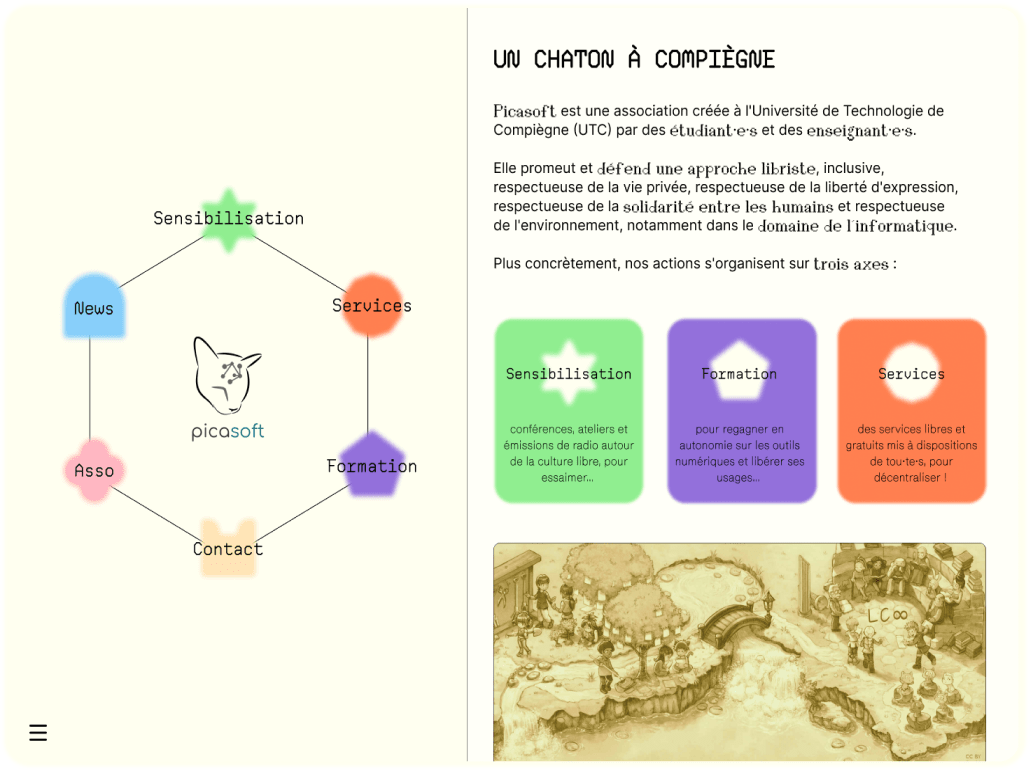 Sensibilisation
News
Services
picasoft
Asso
Formation
Contact
UN CHATON À COMPIÈGNE
Picasoft est une association créée à l'Université de Technologie de
Compiègne (UTC) par des étudiant·e·s et des enseignant·e·s.
Elle promeut et défend une approche libriste, inclusive,
respectueuse de la vie privée, respectueuse de la liberté d'expression,
respectueuse de la solidarité entre les humains et respectueuse
de l'environnement, notamment dans le domaine de l'informatique.
Plus concrètement, nos actions s'organisent sur trois axes :
Sensibilisation
conférences, ateliers et
émissions de radio autour
de la culture libre, pour
essaimer...
Formation
pour regagner en
autonomie sur les outils
numériques et libérer ses
usages...
Services
des services libres et
gratuits mis à dispositions
de tou·te·s, pour
décentraliser !
LC∞
CC BY